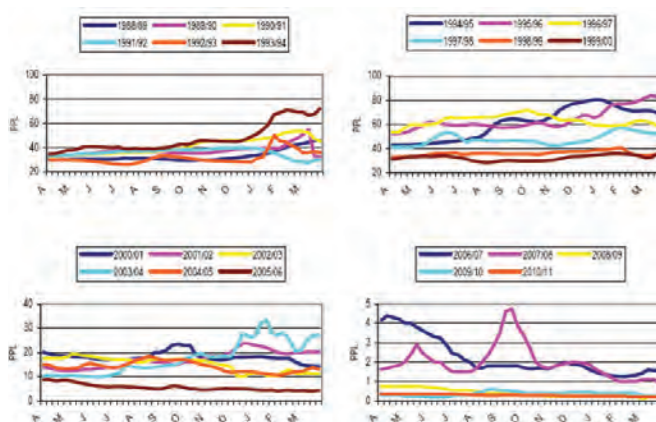 1988/89 1989/90 1990/91
1991/92 1992/93 1993/94
PPL
100
80
60
40
20
A M J J A S O N D J F M
1994/95 1995/96 1996/97
1997/98 1998/99 1999/00
PPL
100
80
60
40
20
A M J J A S O N D J F M
2000/01 2001/02 2002/03
2003/04 2004/05 2005/06
PPL
40
30
20
10
0
A M J J A S O N D J F M
2006/07 2007/08 2008/09
2009/10 2010/11
PPL
5
4
3
2
1
0
A M J J A S O N D J F M